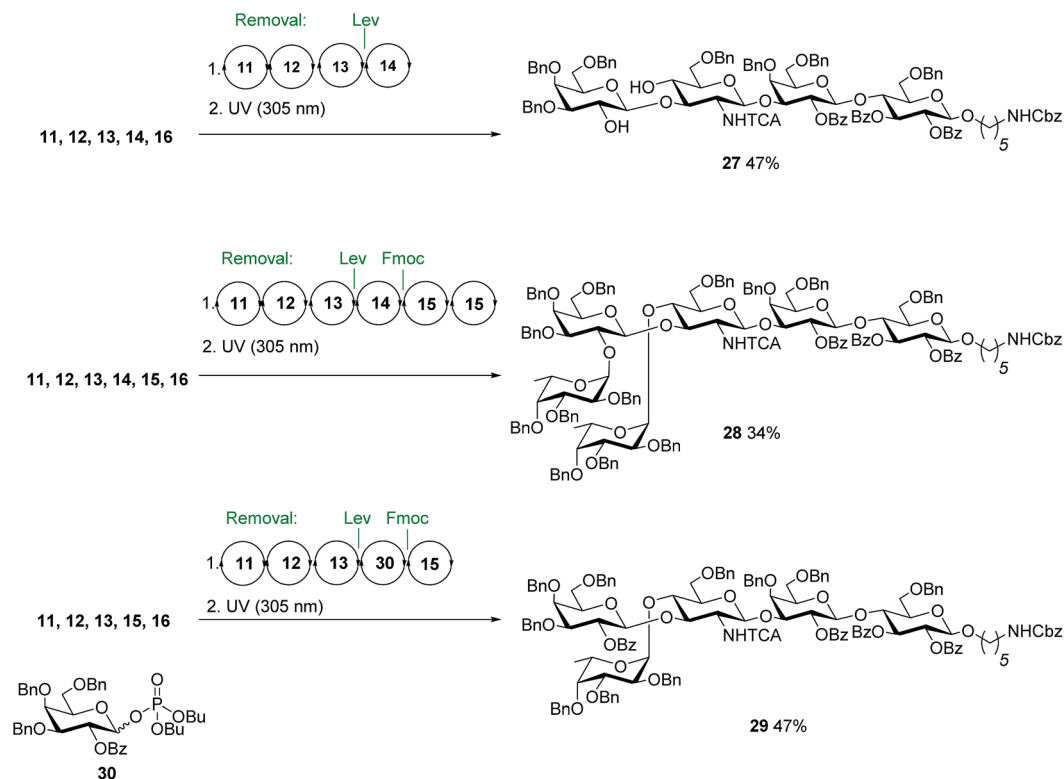 Removal: Lev
1. 11 12 13 14
2. UV (305 nm)
11, 12, 13, 14, 16
BnO OBn
BnO
OH
O
O
HO
OBn
O
NHTCA
O
BnO OBn
O
OBz
O
OBn
O
BzO
OBz
O
5
NHCbz
27 47%
Removal: Lev Fmoc
1. 11 12 13 14 15 15
2. UV (305 nm)
11, 12, 13, 14, 15, 16
BnO OBn
BnO
O
O
O
O
OBn
O
NHTCA
O
BnO OBn
O
OBz
O
OBn
O
BzO
OBz
O
5
NHCbz
O
OBn
OBn
BnO
O
OBn
OBn
BnO
28 34%
Removal: Lev Fmoc
1. 11 12 13 30 15
2. UV (305 nm)
11, 12, 13, 15, 16
BnO OBn
BnO
OBz
O
O
O
OBn
O
NHTCA
O
BnO OBn
O
OBz
O
OBn
O
BzO
OBz
O
5
NHCbz
O
OBn
OBn
BnO
29 47%
BnO OBn
BnO
O
OBz
O
O
P
OBu
OBu
30